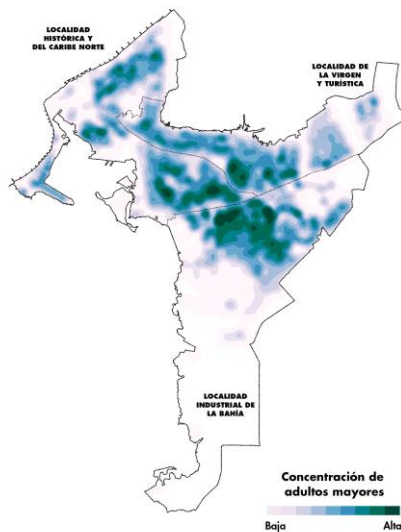 LOCALIDAD
HISTÓRICA Y
DEL CARIBE NORTE
LOCALIDAD DE
LA VIRGEN
Y TURÍSTICA
LOCALIDAD
INDUSTRIAL DE
LA BAHÍA
Concentración de
adultos mayores
Baja Alta